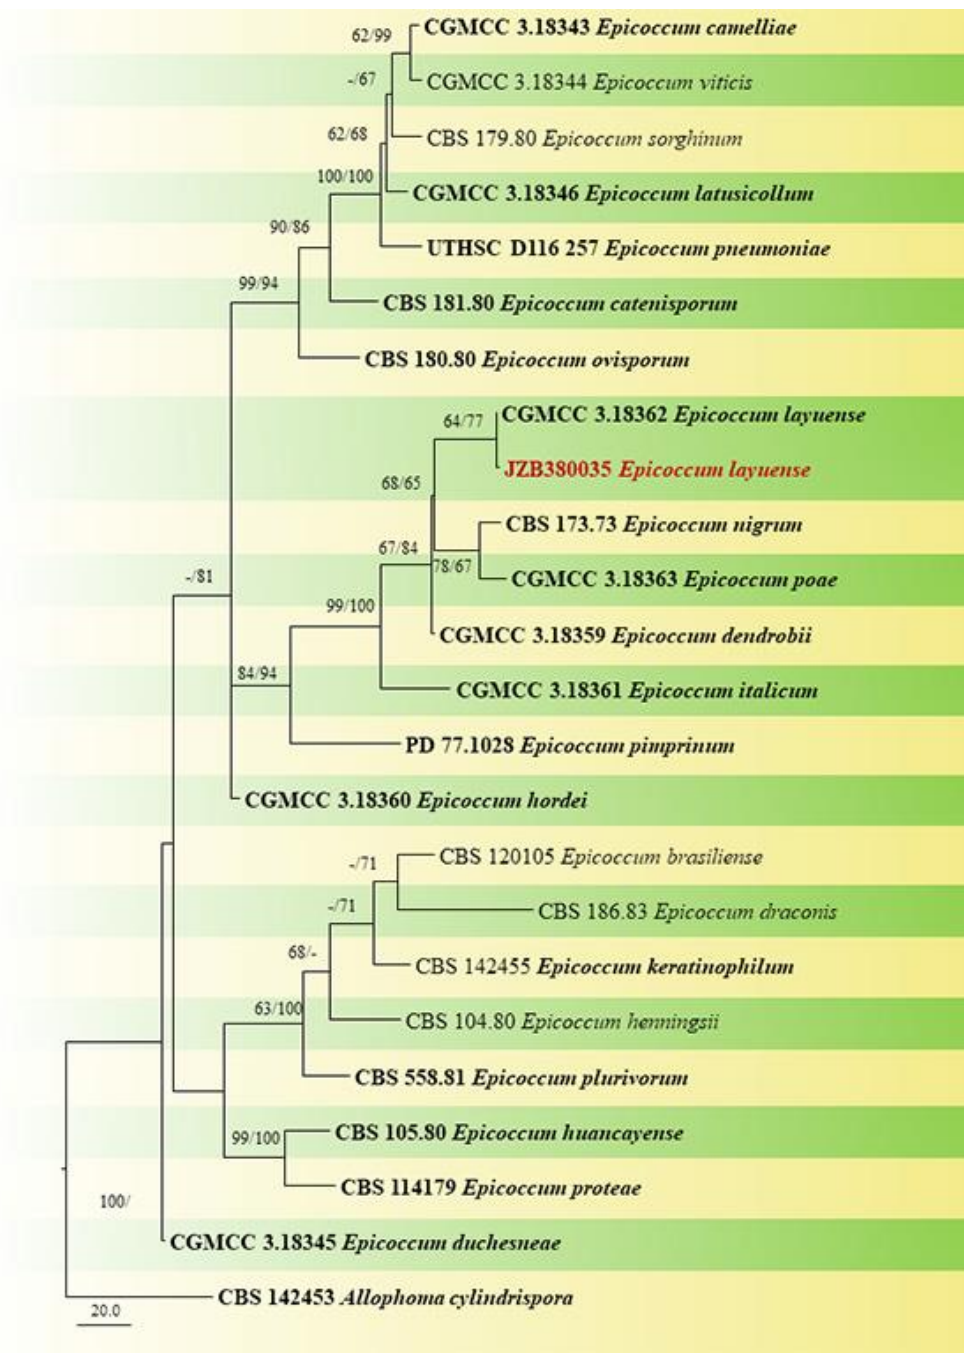 CGMCC 3.18343 Epicoccum camelliae
62/99
-/67
CGMCC 3.18344 Epicoccum viticis
62/68
CBS 179.80 Epicoccum sorghinum
100/100
CGMCC 3.18346 Epicoccum latusicollum
90/86
UTHSC D116 257 Epicoccum pneumoniae
99/94
CBS 181.80 Epicoccum catenisporum
CBS 180.80 Epicoccum ovisporum
CGMCC 3.18362 Epicoccum layuense
64/77
JZB380035 Epicoccum layuense
68/65
CBS 173.73 Epicoccum nigrum
67/84
78/67
CGMCC 3.18363 Epicoccum poae
-/81
99/100
CGMCC 3.18359 Epicoccum dendrobii
84/94
CGMCC 3.18361 Epicoccum italicum
PD 77.1028 Epicoccum pimprinum
CGMCC 3.18360 Epicoccum hordei
CBS 120105 Epicoccum brasiliense
-/71
-/71
CBS 186.83 Epicoccum draconis
68/-
CBS 142455 Epicoccum keratinophilum
63/100
CBS 104.80 Epicoccum henningsii
CBS 558.81 Epicoccum plurivorum
99/100
CBS 105.80 Epicoccum huancayense
CBS 114179 Epicoccum proteae
100/
CGMCC 3.18345 Epicoccum duchesneae
CBS 142453 Allophoma cylindrispora
20.0